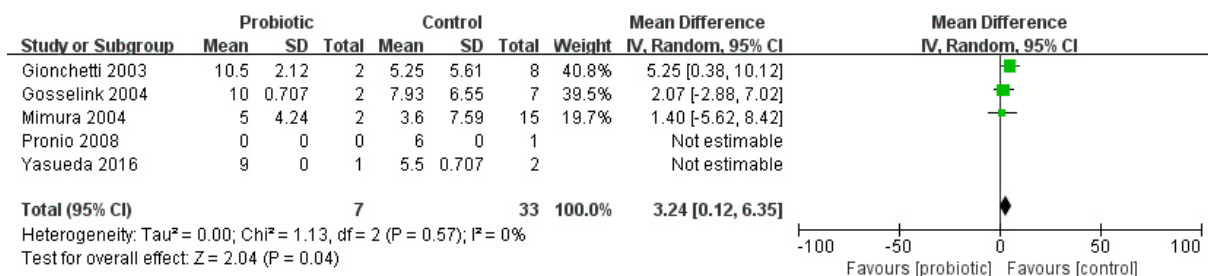 Probiotic Control Mean Difference Mean Difference
Study or Subgroup Mean SD Total Mean SD Total Weight IV, Random, 95% CI IV, Random, 95% CI
Gionchetti 2003 10.5 2.12 2 5.25 5.61 8 40.8% 5.25 [0.38, 10.12]
Gosselink 2004 10 0.707 2 7.93 6.55 7 39.5% 2.07 [-2.88, 7.02]
Mimura 2004 5 4.24 2 3.6 7.59 15 19.7% 1.40 [-5.62, 8.42]
Pronio 2008 0 0 0 6 0 1 Not estimable
Yasueda 2016 9 0 1 5.5 0.707 2 Not estimable
Total (95% CI) 7 33 100.0% 3.24 [0.12, 6.35]
Heterogeneity: Tau² = 0.00; Chi² = 1.13, df = 2 (P = 0.57); I² = 0%
Test for overall effect: Z = 2.04 (P = 0.04)
-100 -50 0 50 100
Favours [probiotic] Favours [control]